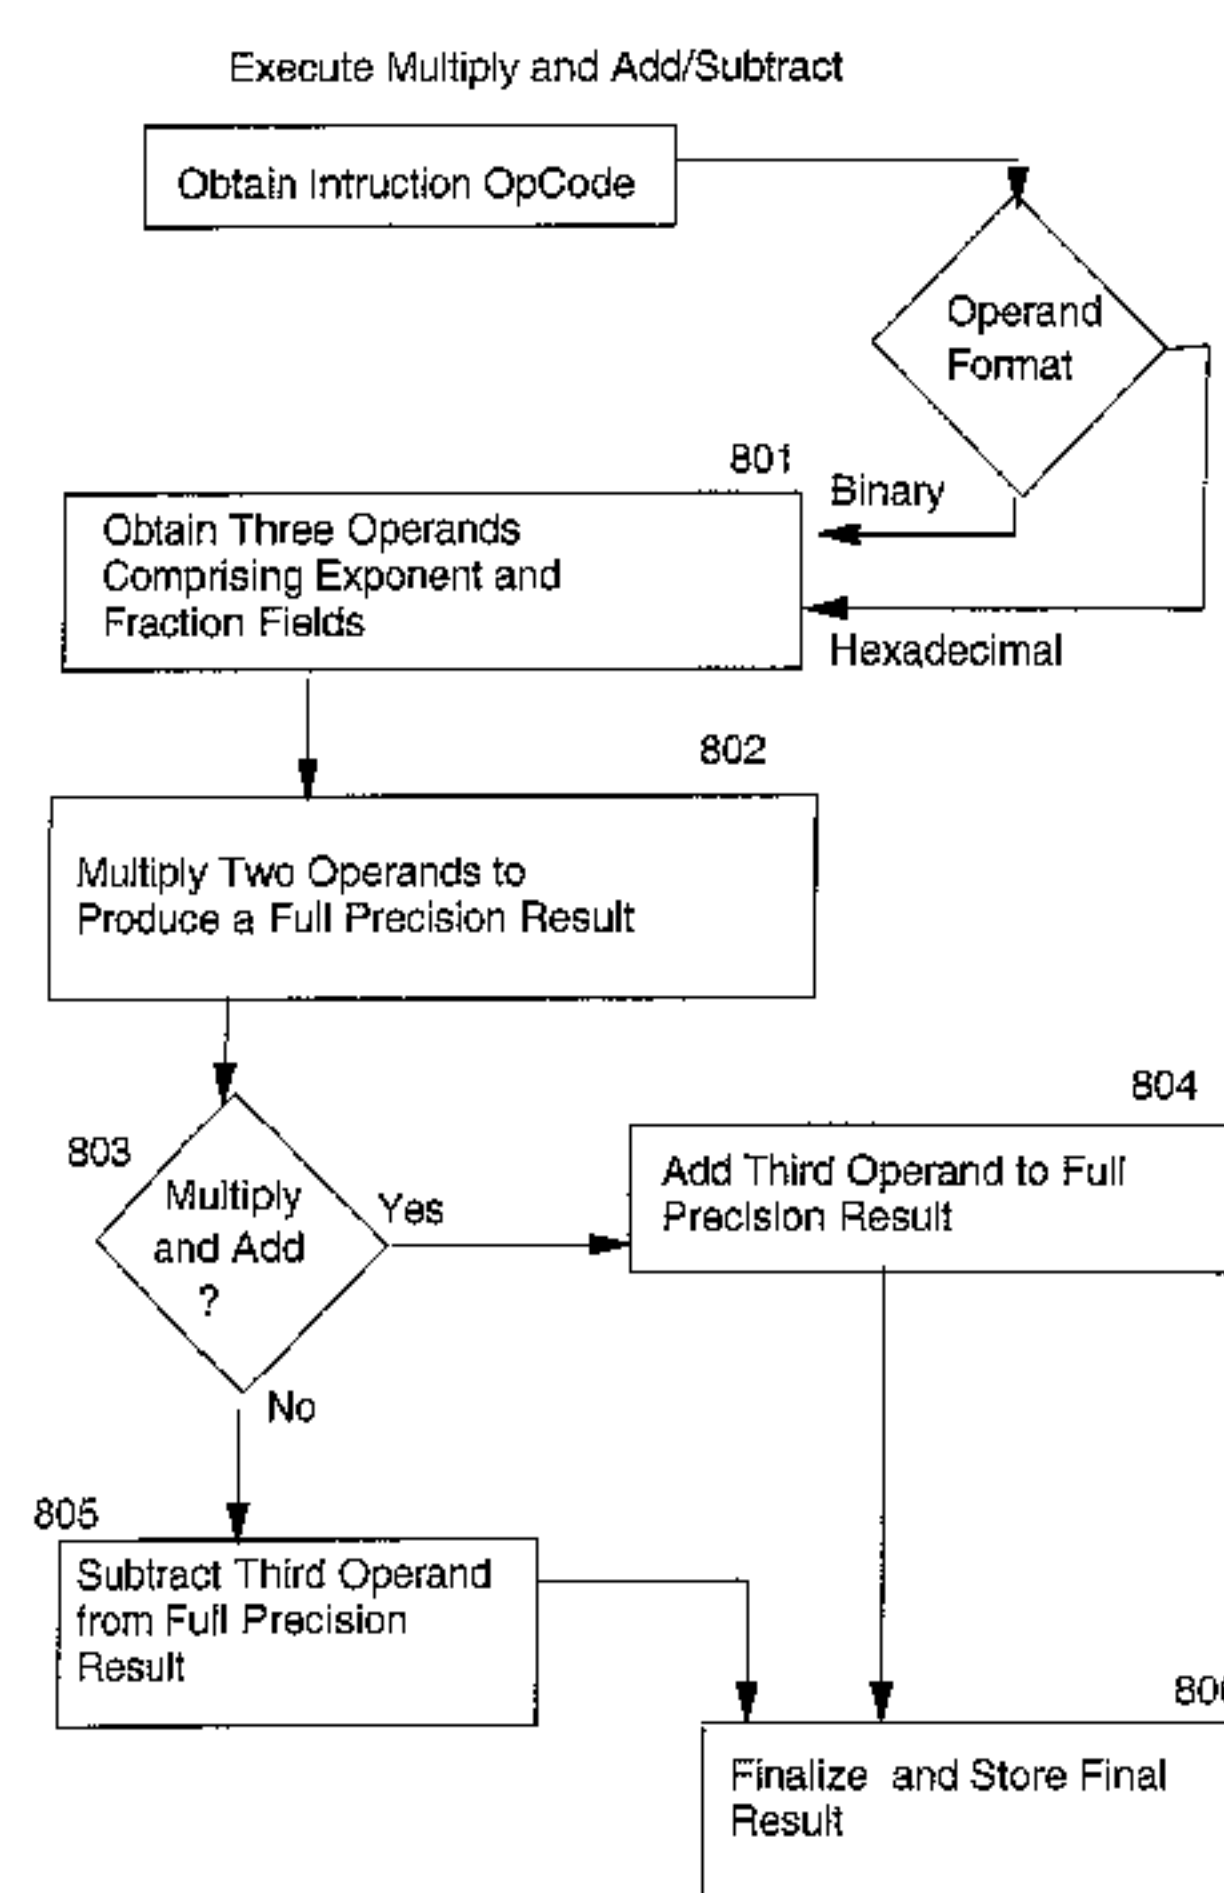 Execute Multiply and Add/Subtract
Obtain Intruction OpCode
Operand
Format
801
Binary
Obtain Three Operands
Comprising Exponent and
Fraction Fields
Hexadecimal
802
Multiply Two Operands to
Produce a Full Precision Result
804
803
Multiply
and Add
?
Yes
Add Third Operand to Full
Precision Result
No
805
Subtract Third Operand
from Full Precision
Result
Finalize and Store Final
Result